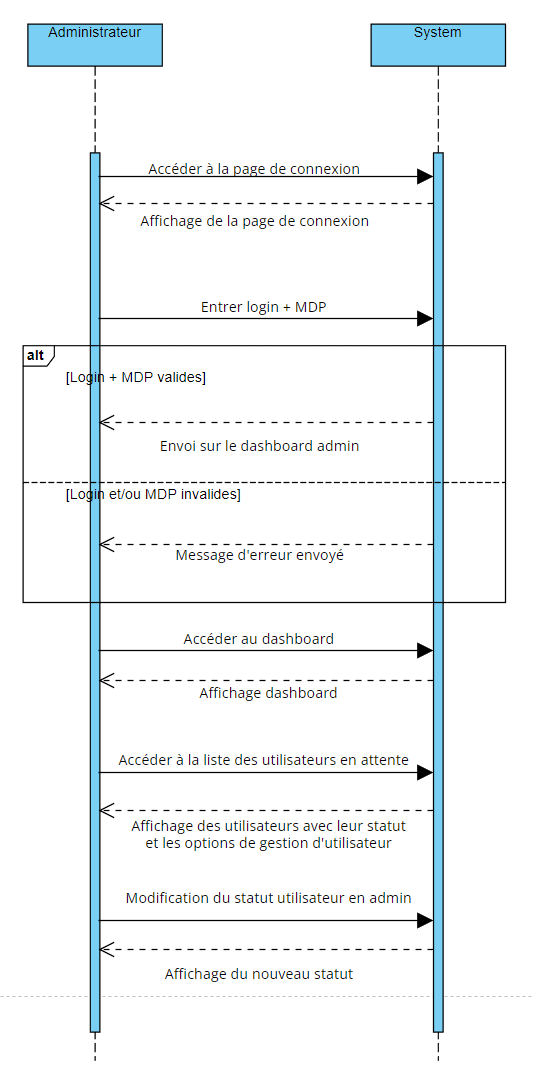 Administrateur
System
Accéder à la page de connexion
Affichage de la page de connexion
Entrer login + MDP
alt
[Login + MDP valides]
Envoi sur le dashboard admin
[Login et/ou MDP invalides]
Message d'erreur envoyé
Accéder au dashboard
Affichage dashboard
Accéder à la liste des utilisateurs en attente
Affichage des utilisateurs avec leur statut
et les options de gestion d'utilisateur
Modification du statut utilisateur en admin
Affichage du nouveau statut